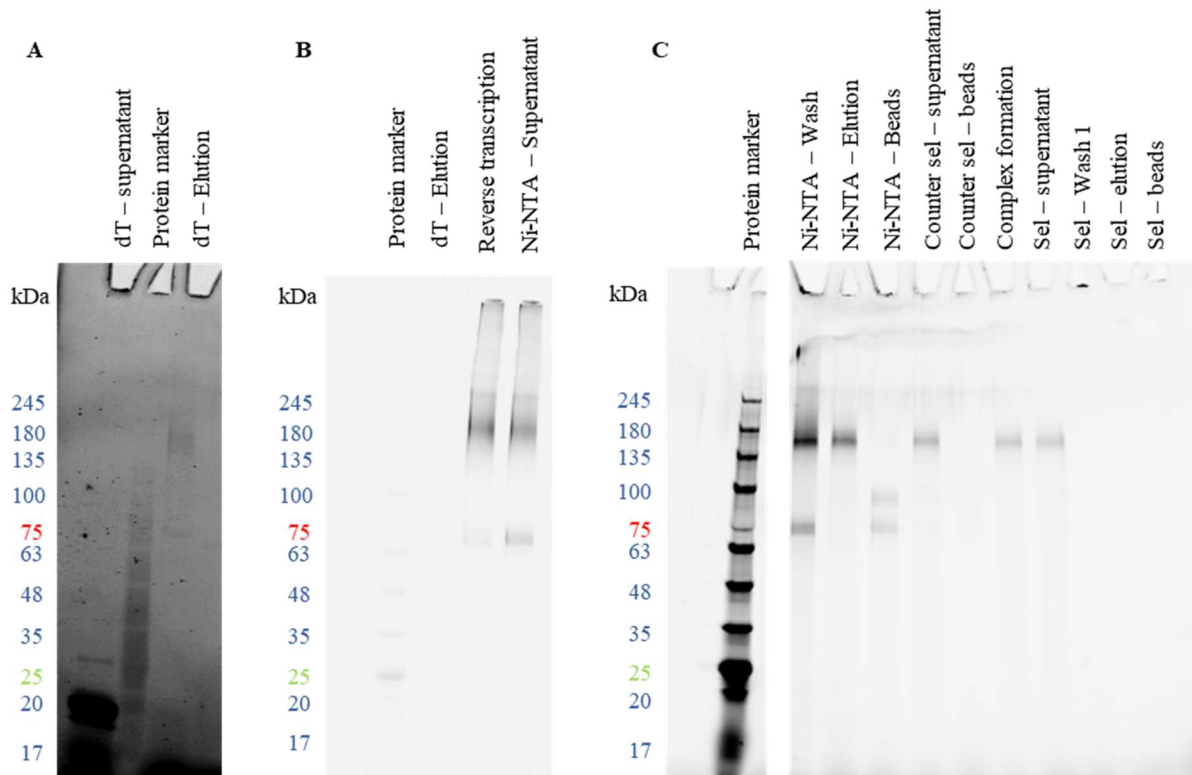 A
dT – supernatant
Protein marker
dT – Elution
kDa
245
180
135
100
75
63
48
35
25
20
17
B
Protein marker
dT – Elution
Reverse transcription
Ni-NTA – Supernatant
kDa
245
180
135
100
75
63
48
35
25
20
17
C
Protein marker
Ni-NTA – Wash
Ni-NTA – Elution
Ni-NTA – Beads
Counter sel – supernatant
Counter sel – beads
Complex formation
Sel – supernatant
Sel – Wash 1
Sel – elution
Sel – beads
kDa
245
180
135
100
75
63
48
35
25
20
17